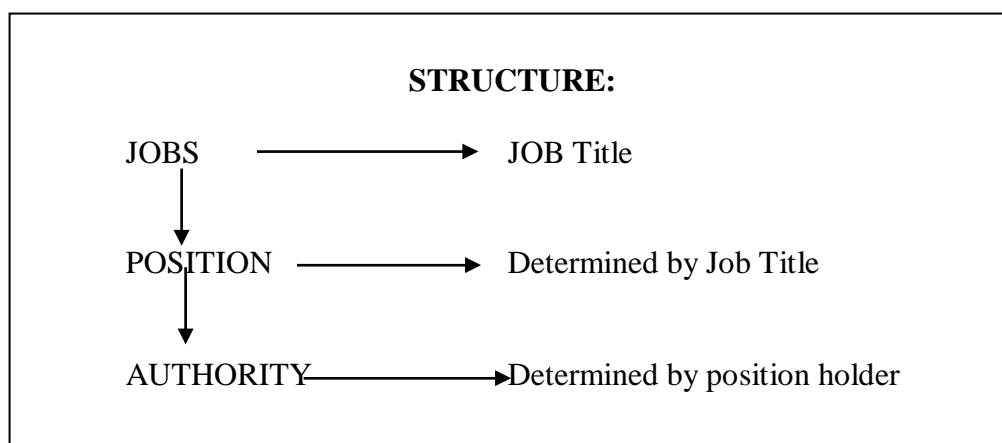 STRUCTURE:
JOBS JOB Title
POSITION Determined by Job Title
AUTHORITY Determined by position holder